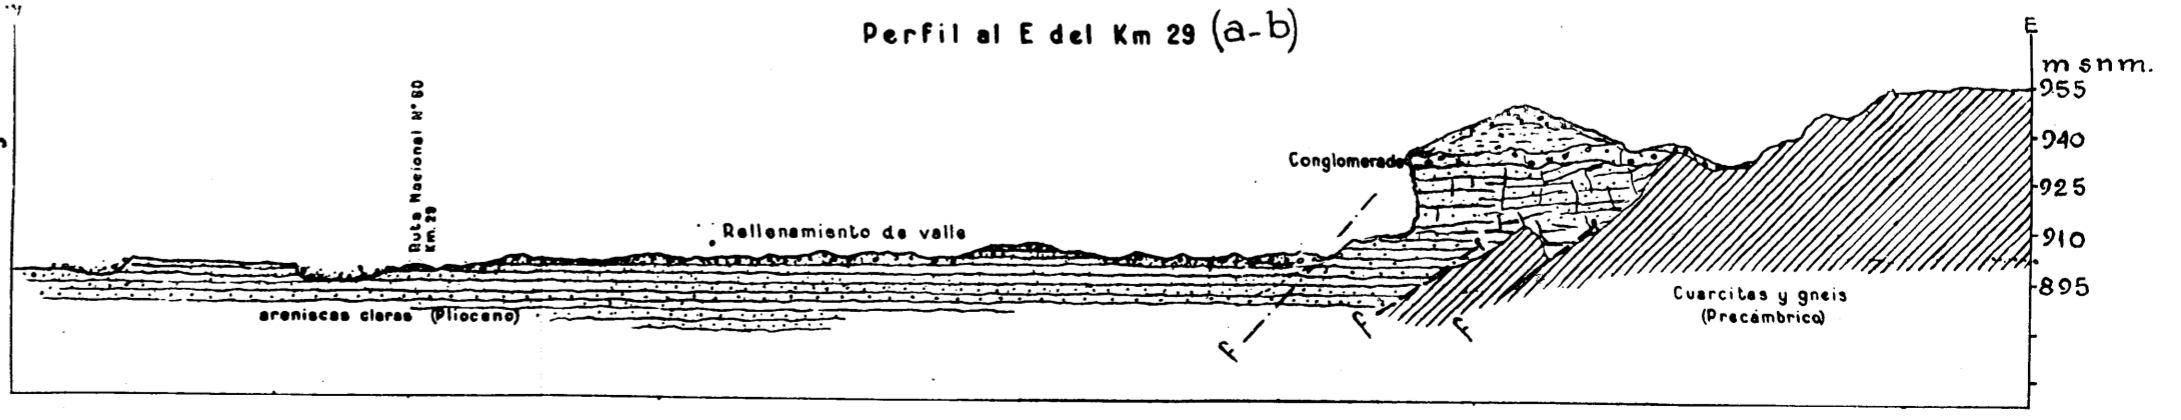 Perfil al E del Km 29 (a-b)
E
m snm.
955
940
925
910
895
Ruta Nacional N° 60
Km. 29
Conglomerado
Rellenamiento de valle
areniscas claras (Plioceno)
Cuarcitas y gneis
(Precámbrico)
F
F
F